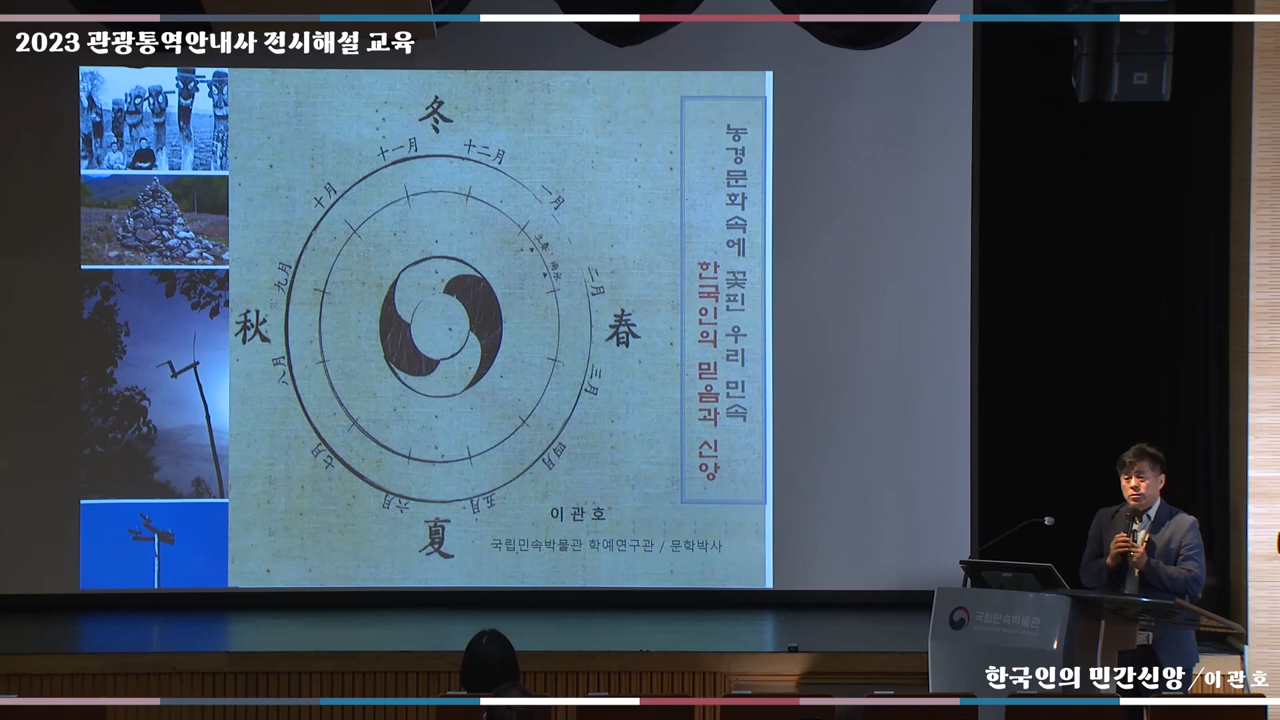 2023 관광통역안내사 전시해설 교육
冬
十一月
十二月
十月
一月
九月
二月
秋
春
八月
三月
七月
四月
六月
五月
夏
농경문화속에 꽃핀 우리 민속
한국인의 믿음과 신앙
이관호
국립민속박물관 학예연구관 / 문학박사
국립민속박물관
한국인의 민간신앙 / 이관호